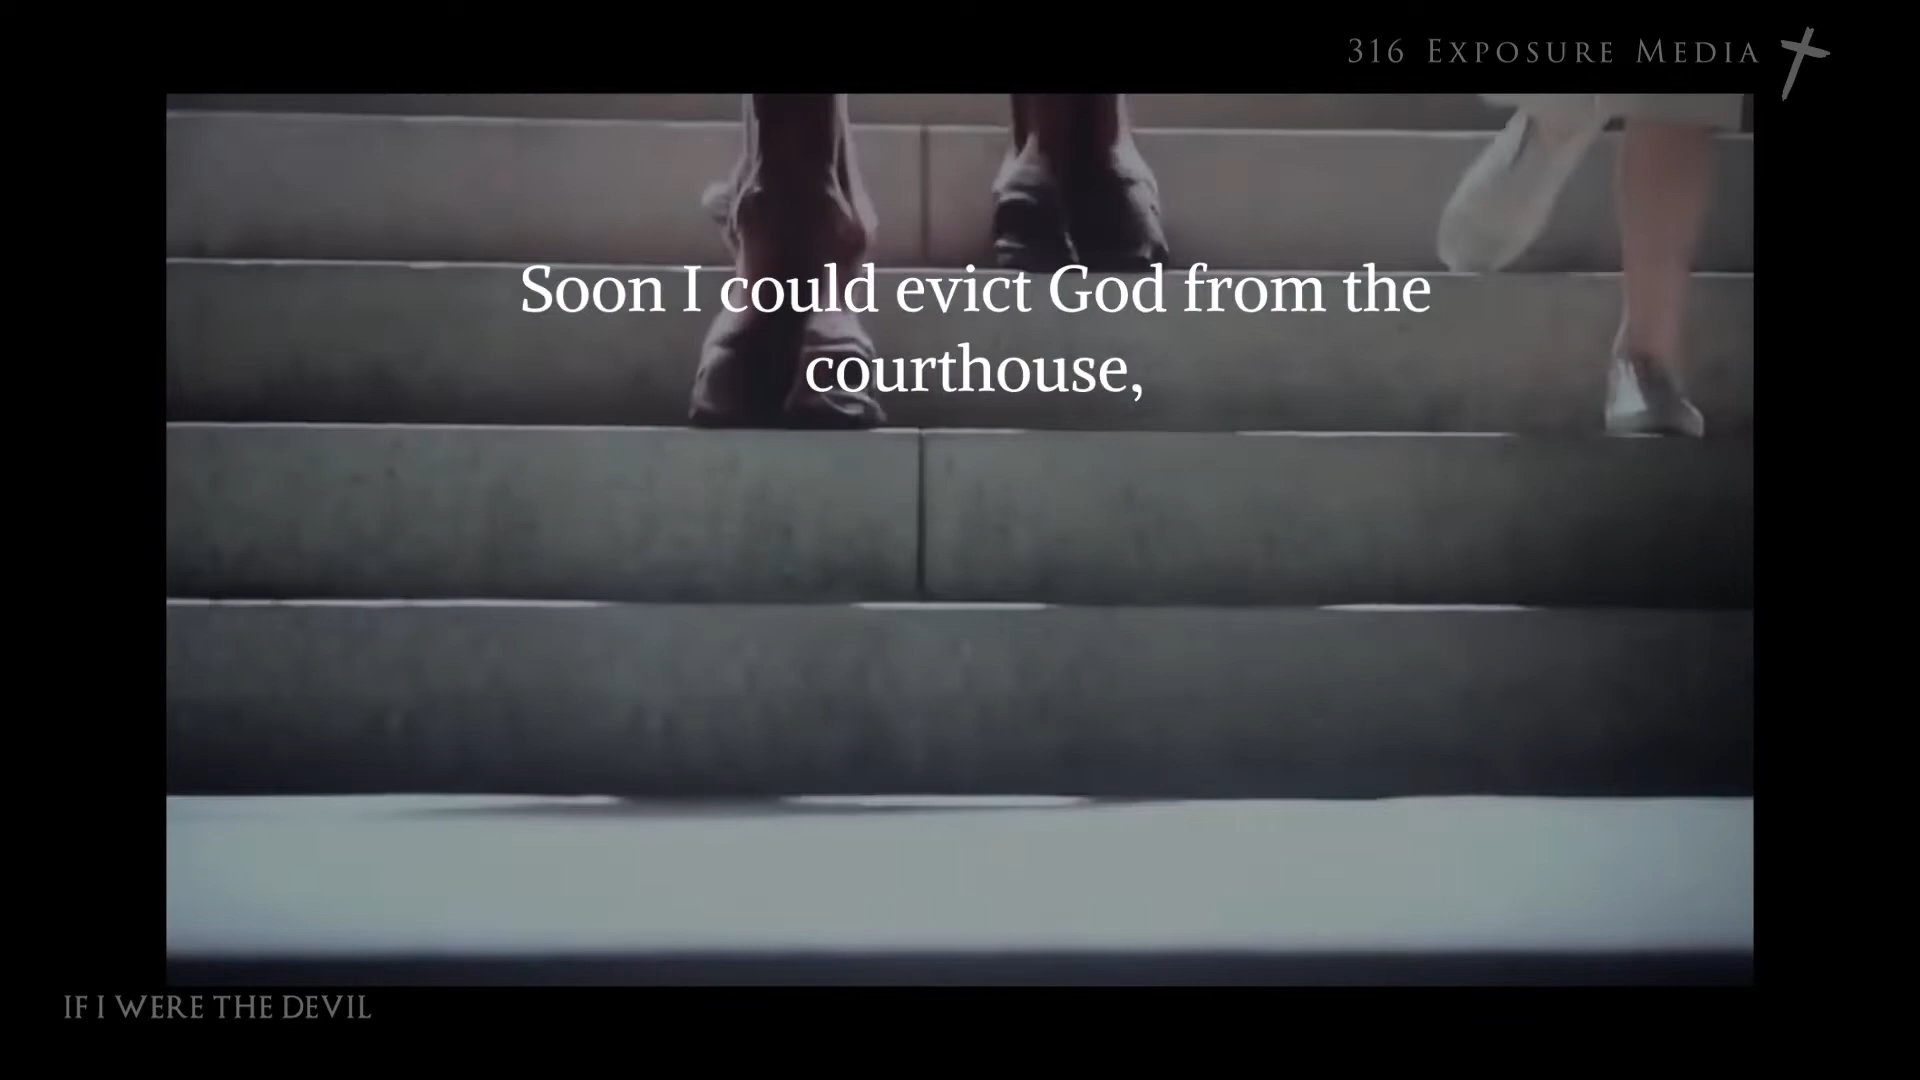 316 Exposure Media
Soon I could evict God from the
courthouse,
IF I WERE THE DEVIL